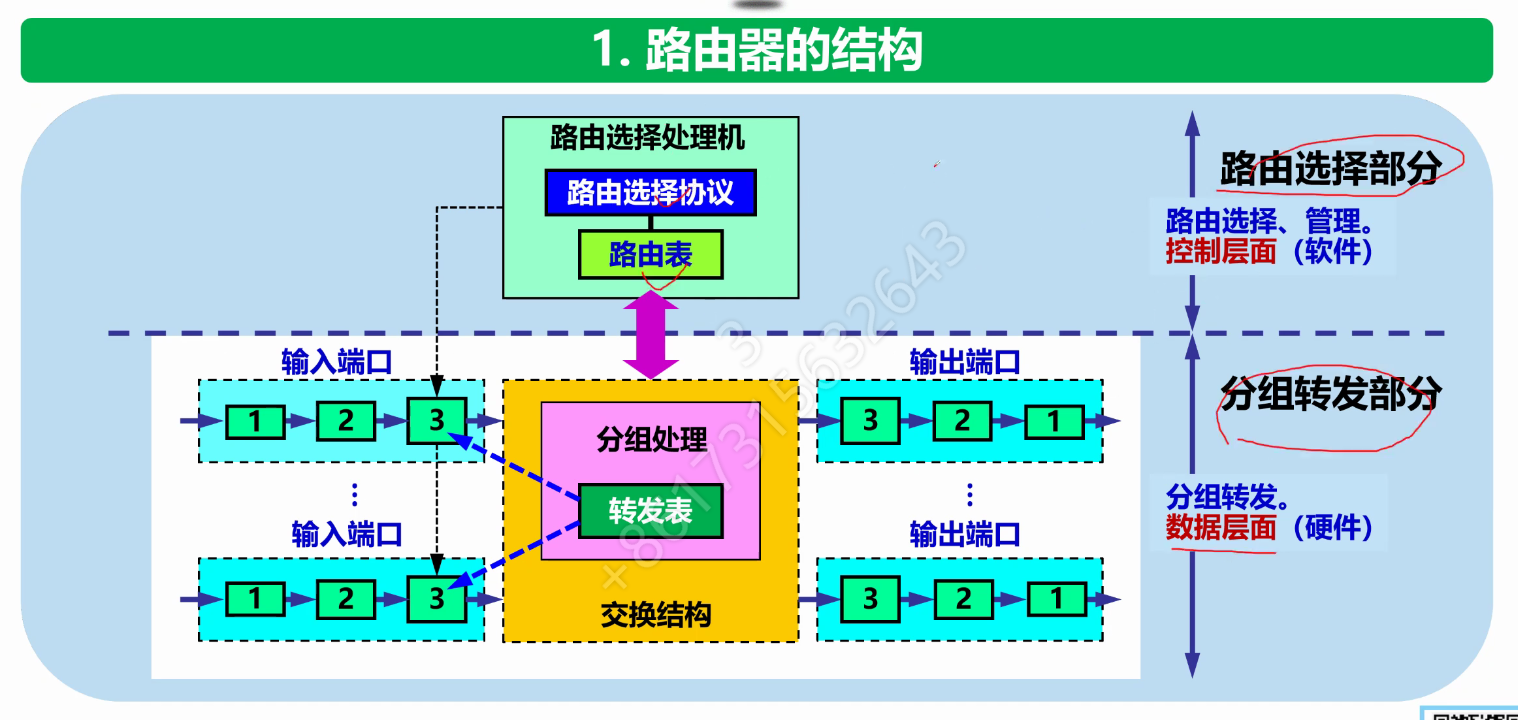 1. 路由器的结构
路由选择处理机
路由选择协议
路由表
路由选择部分
路由选择、管理。
控制层面（软件）
输入端口
输出端口
1 2 3
分组处理
转发表
3 2 1
分组转发部分
⋮
⋮
分组转发。
数据层面（硬件）
输入端口
输出端口
1 2 3
交换结构
3 2 1
3
+8617315632643